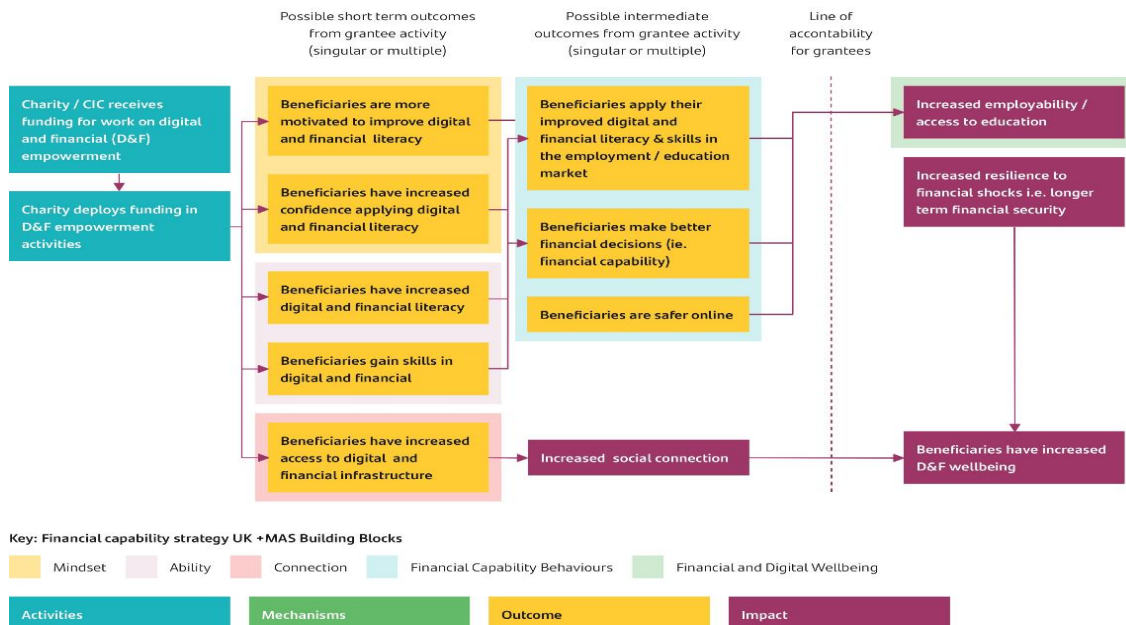 Possible short term outcomes
from grantee activity
(singular or multiple)
Possible intermediate
outcomes from grantee activity
(singular or multiple)
Line of
accontability
for grantees
Charity / CIC receives
funding for work on digital
and financial (D&F)
empowerment
Charity deploys funding in
D&F empowerment
activities
Beneficiaries are more
motivated to improve digital
and financial literacy
Beneficiaries have increased
confidence applying digital
and financial literacy
Beneficiaries have increased
digital and financial literacy
Beneficiaries gain skills in
digital and financial
Beneficiaries have increased
access to digital and
financial infrastructure
Beneficiaries apply their
improved digital and
financial literacy & skills in
the employment / education
market
Beneficiaries make better
financial decisions (ie.
financial capability)
Beneficiaries are safer online
Increased social connection
Increased employability /
access to education
Increased resilience to
financial shocks i.e. longer
term financial security
Beneficiaries have increased
D&F wellbeing
Key: Financial capability strategy UK +MAS Building Blocks
Mindset
Ability
Connection
Financial Capability Behaviours
Financial and Digital Wellbeing
Activities
Mechanisms
Outcome
Impact